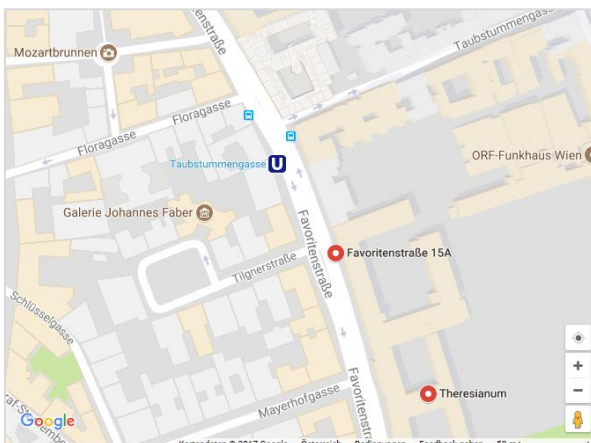 Mozartbrunnen
Taubstummengasse
Floragasse
Floragasse
Favoritenstraße
Taubstummengasse
U
ORF-Funkhaus Wien
Galerie Johannes Faber
Favoritenstraße
Favoritenstraße 15A
Tilgnerstraße
Schlüsselgasse
Mayerhofgasse
Theresianum
+
−
Google